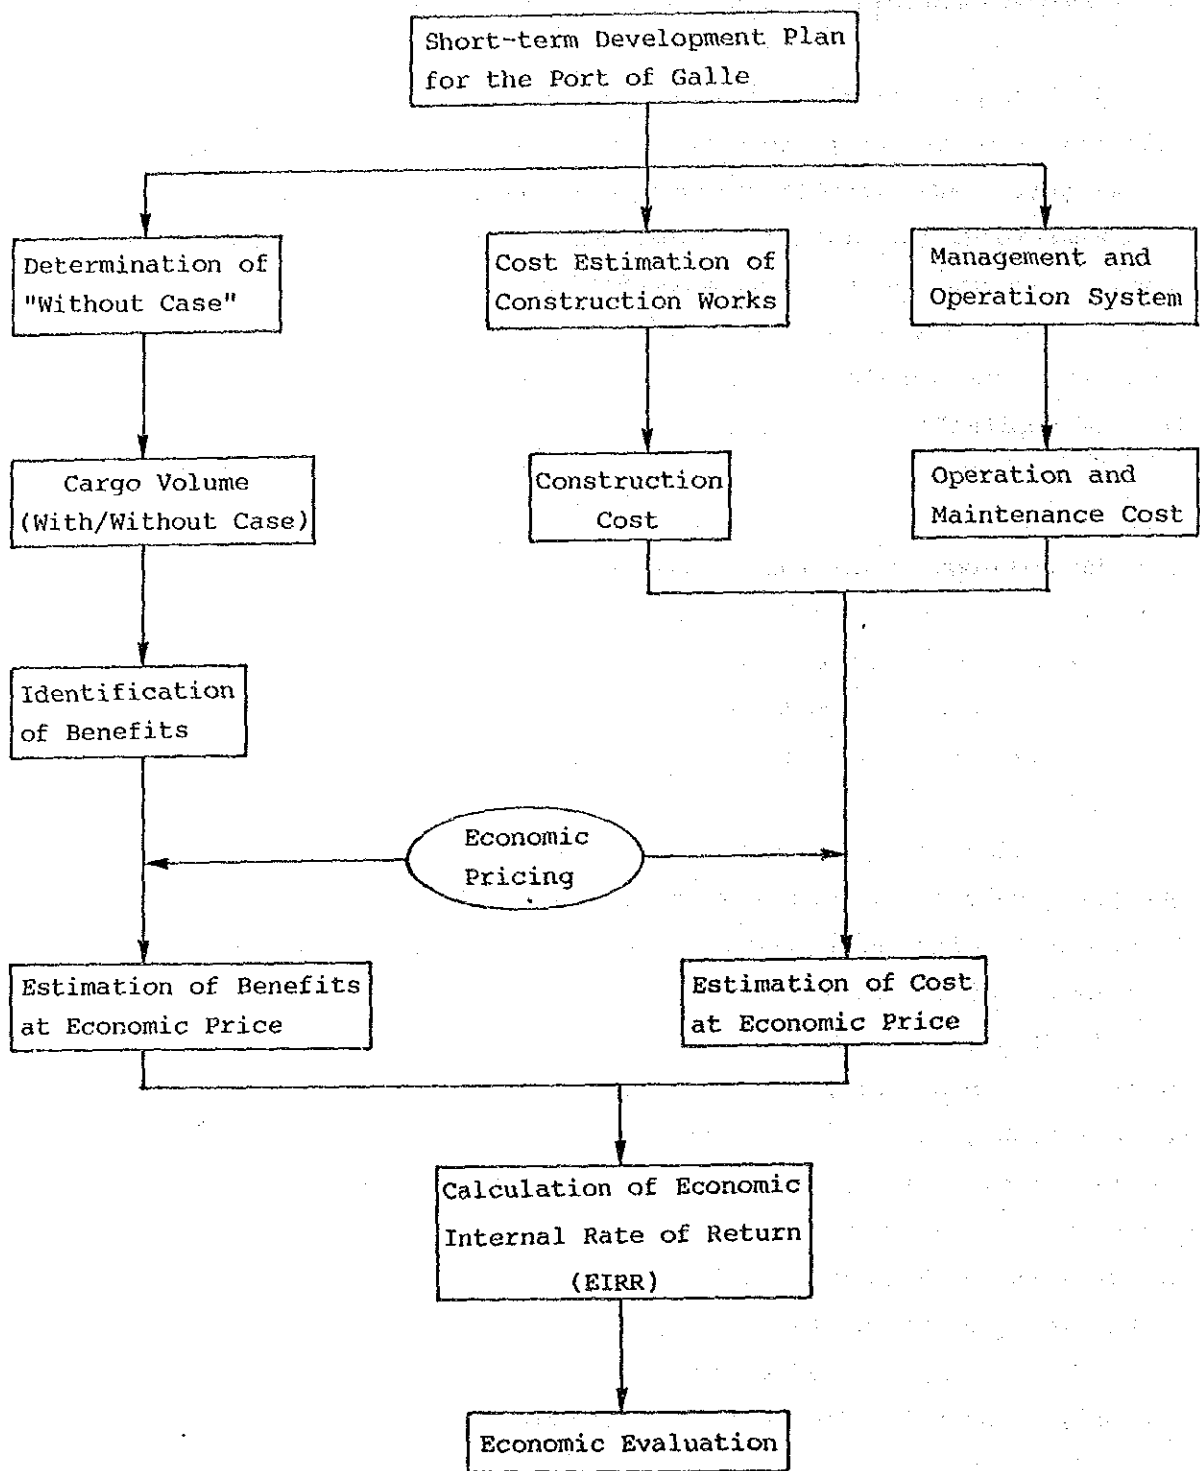 Short-term Development Plan
for the Port of Galle
Determination of
"Without Case"
Cost Estimation of
Construction Works
Management and
Operation System
Cargo Volume
(With/Without Case)
Construction
Cost
Operation and
Maintenance Cost
Identification
of Benefits
Economic
Pricing
Estimation of Benefits
at Economic Price
Estimation of Cost
at Economic Price
Calculation of Economic
Internal Rate of Return
(EIRR)
Economic Evaluation